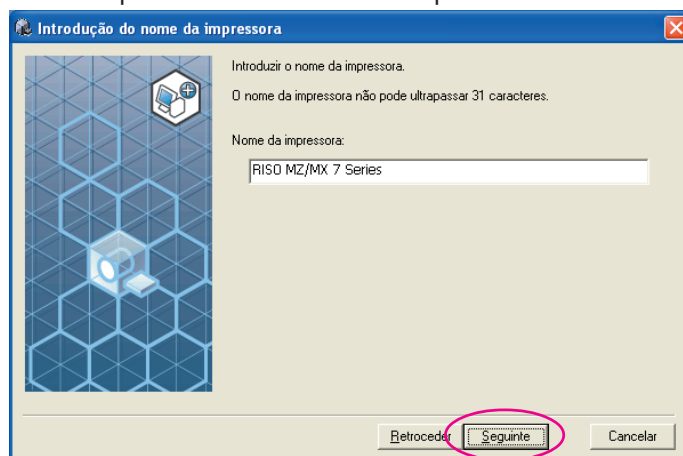 Introdução do nome da impressora
Introduzir o nome da impressora.
O nome da impressora não pode ultrapassar 31 caracteres.
Nome da impressora:
RISO MZ/MX 7 Series
Retroceder Seguinte Cancelar